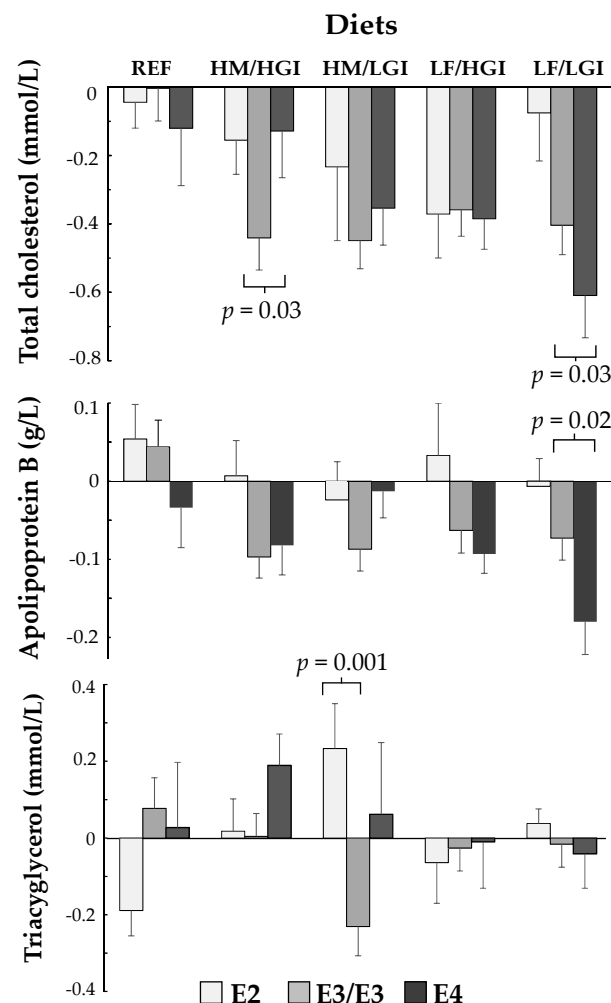 Diets
REF HM/HGI HM/LGI LF/HGI LF/LGI
Total cholesterol (mmol/L)
0
-0.2
-0.4
-0.6
-0.8
p = 0.03
p = 0.03
Apolipoprotein B (g/L)
0.1
0
-0.1
-0.2
p = 0.02
Triacyglycerol (mmol/L)
0.4
0.2
0
-0.2
-0.4
p = 0.001
E2 E3/E3 E4